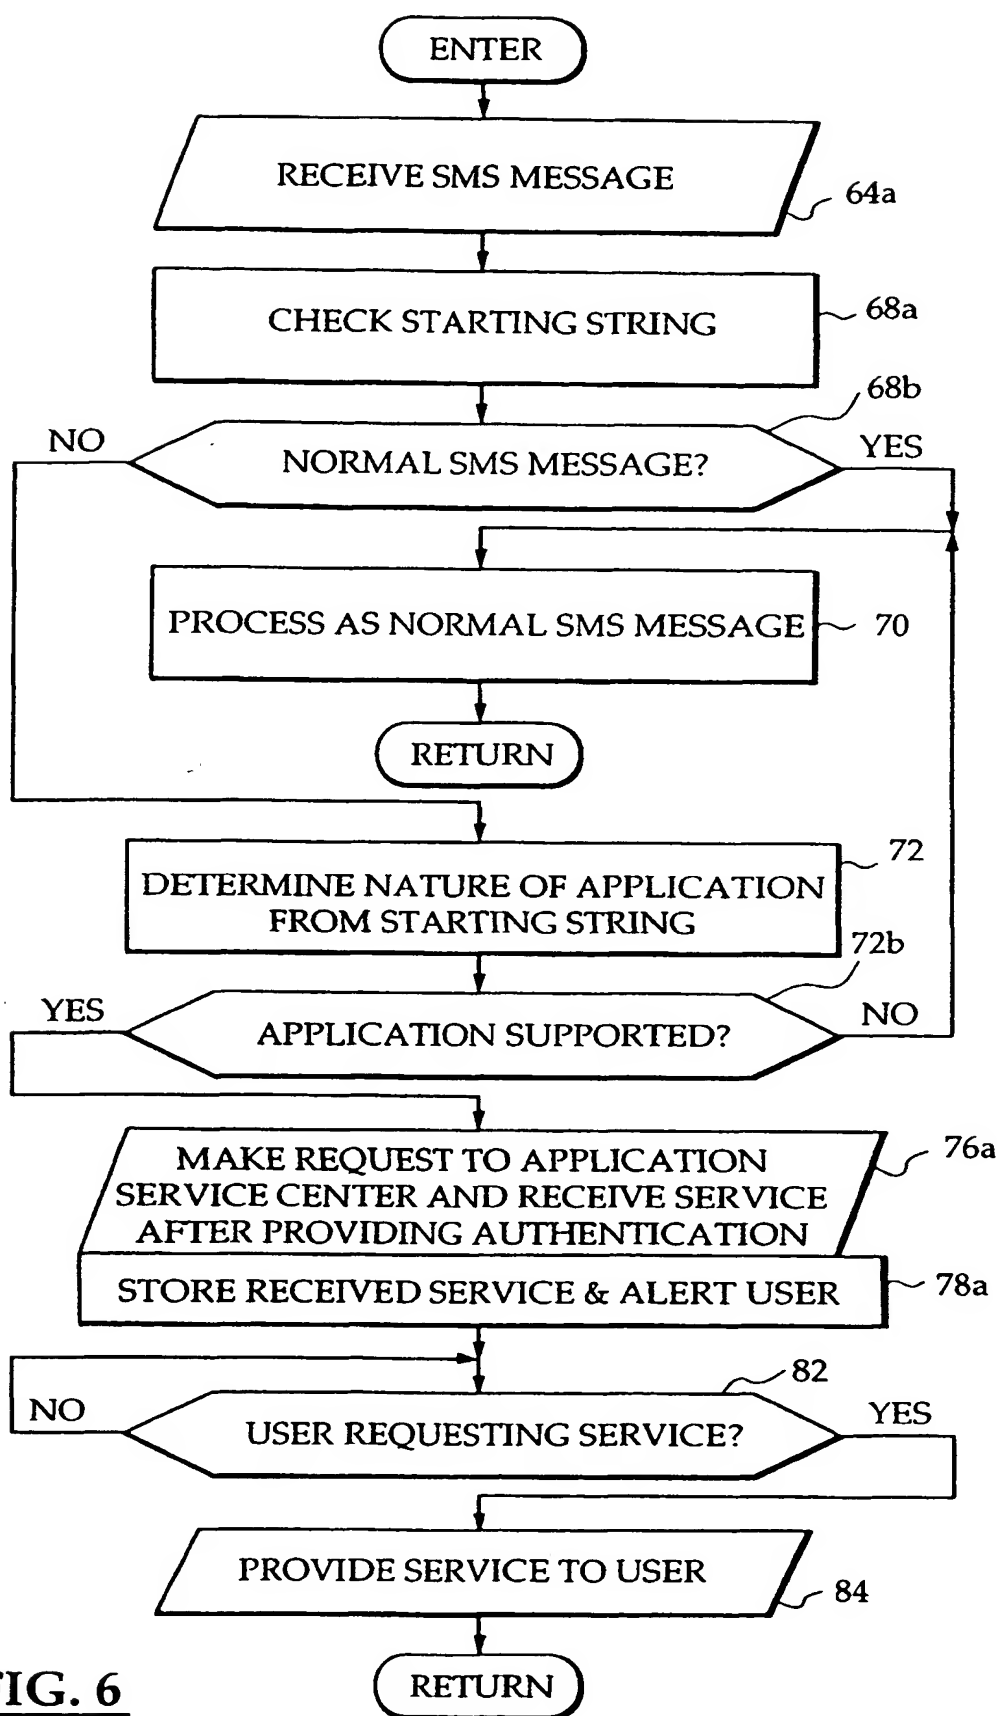 ENTER
RECEIVE SMS MESSAGE
64a
CHECK STARTING STRING
68a
68b
NO
NORMAL SMS MESSAGE?
YES
PROCESS AS NORMAL SMS MESSAGE
70
RETURN
72
DETERMINE NATURE OF APPLICATION
FROM STARTING STRING
72b
YES
APPLICATION SUPPORTED?
NO
MAKE REQUEST TO APPLICATION
SERVICE CENTER AND RECEIVE SERVICE
AFTER PROVIDING AUTHENTICATION
76a
STORE RECEIVED SERVICE & ALERT USER
78a
82
NO
USER REQUESTING SERVICE?
YES
PROVIDE SERVICE TO USER
84
RETURN
FIG. 6